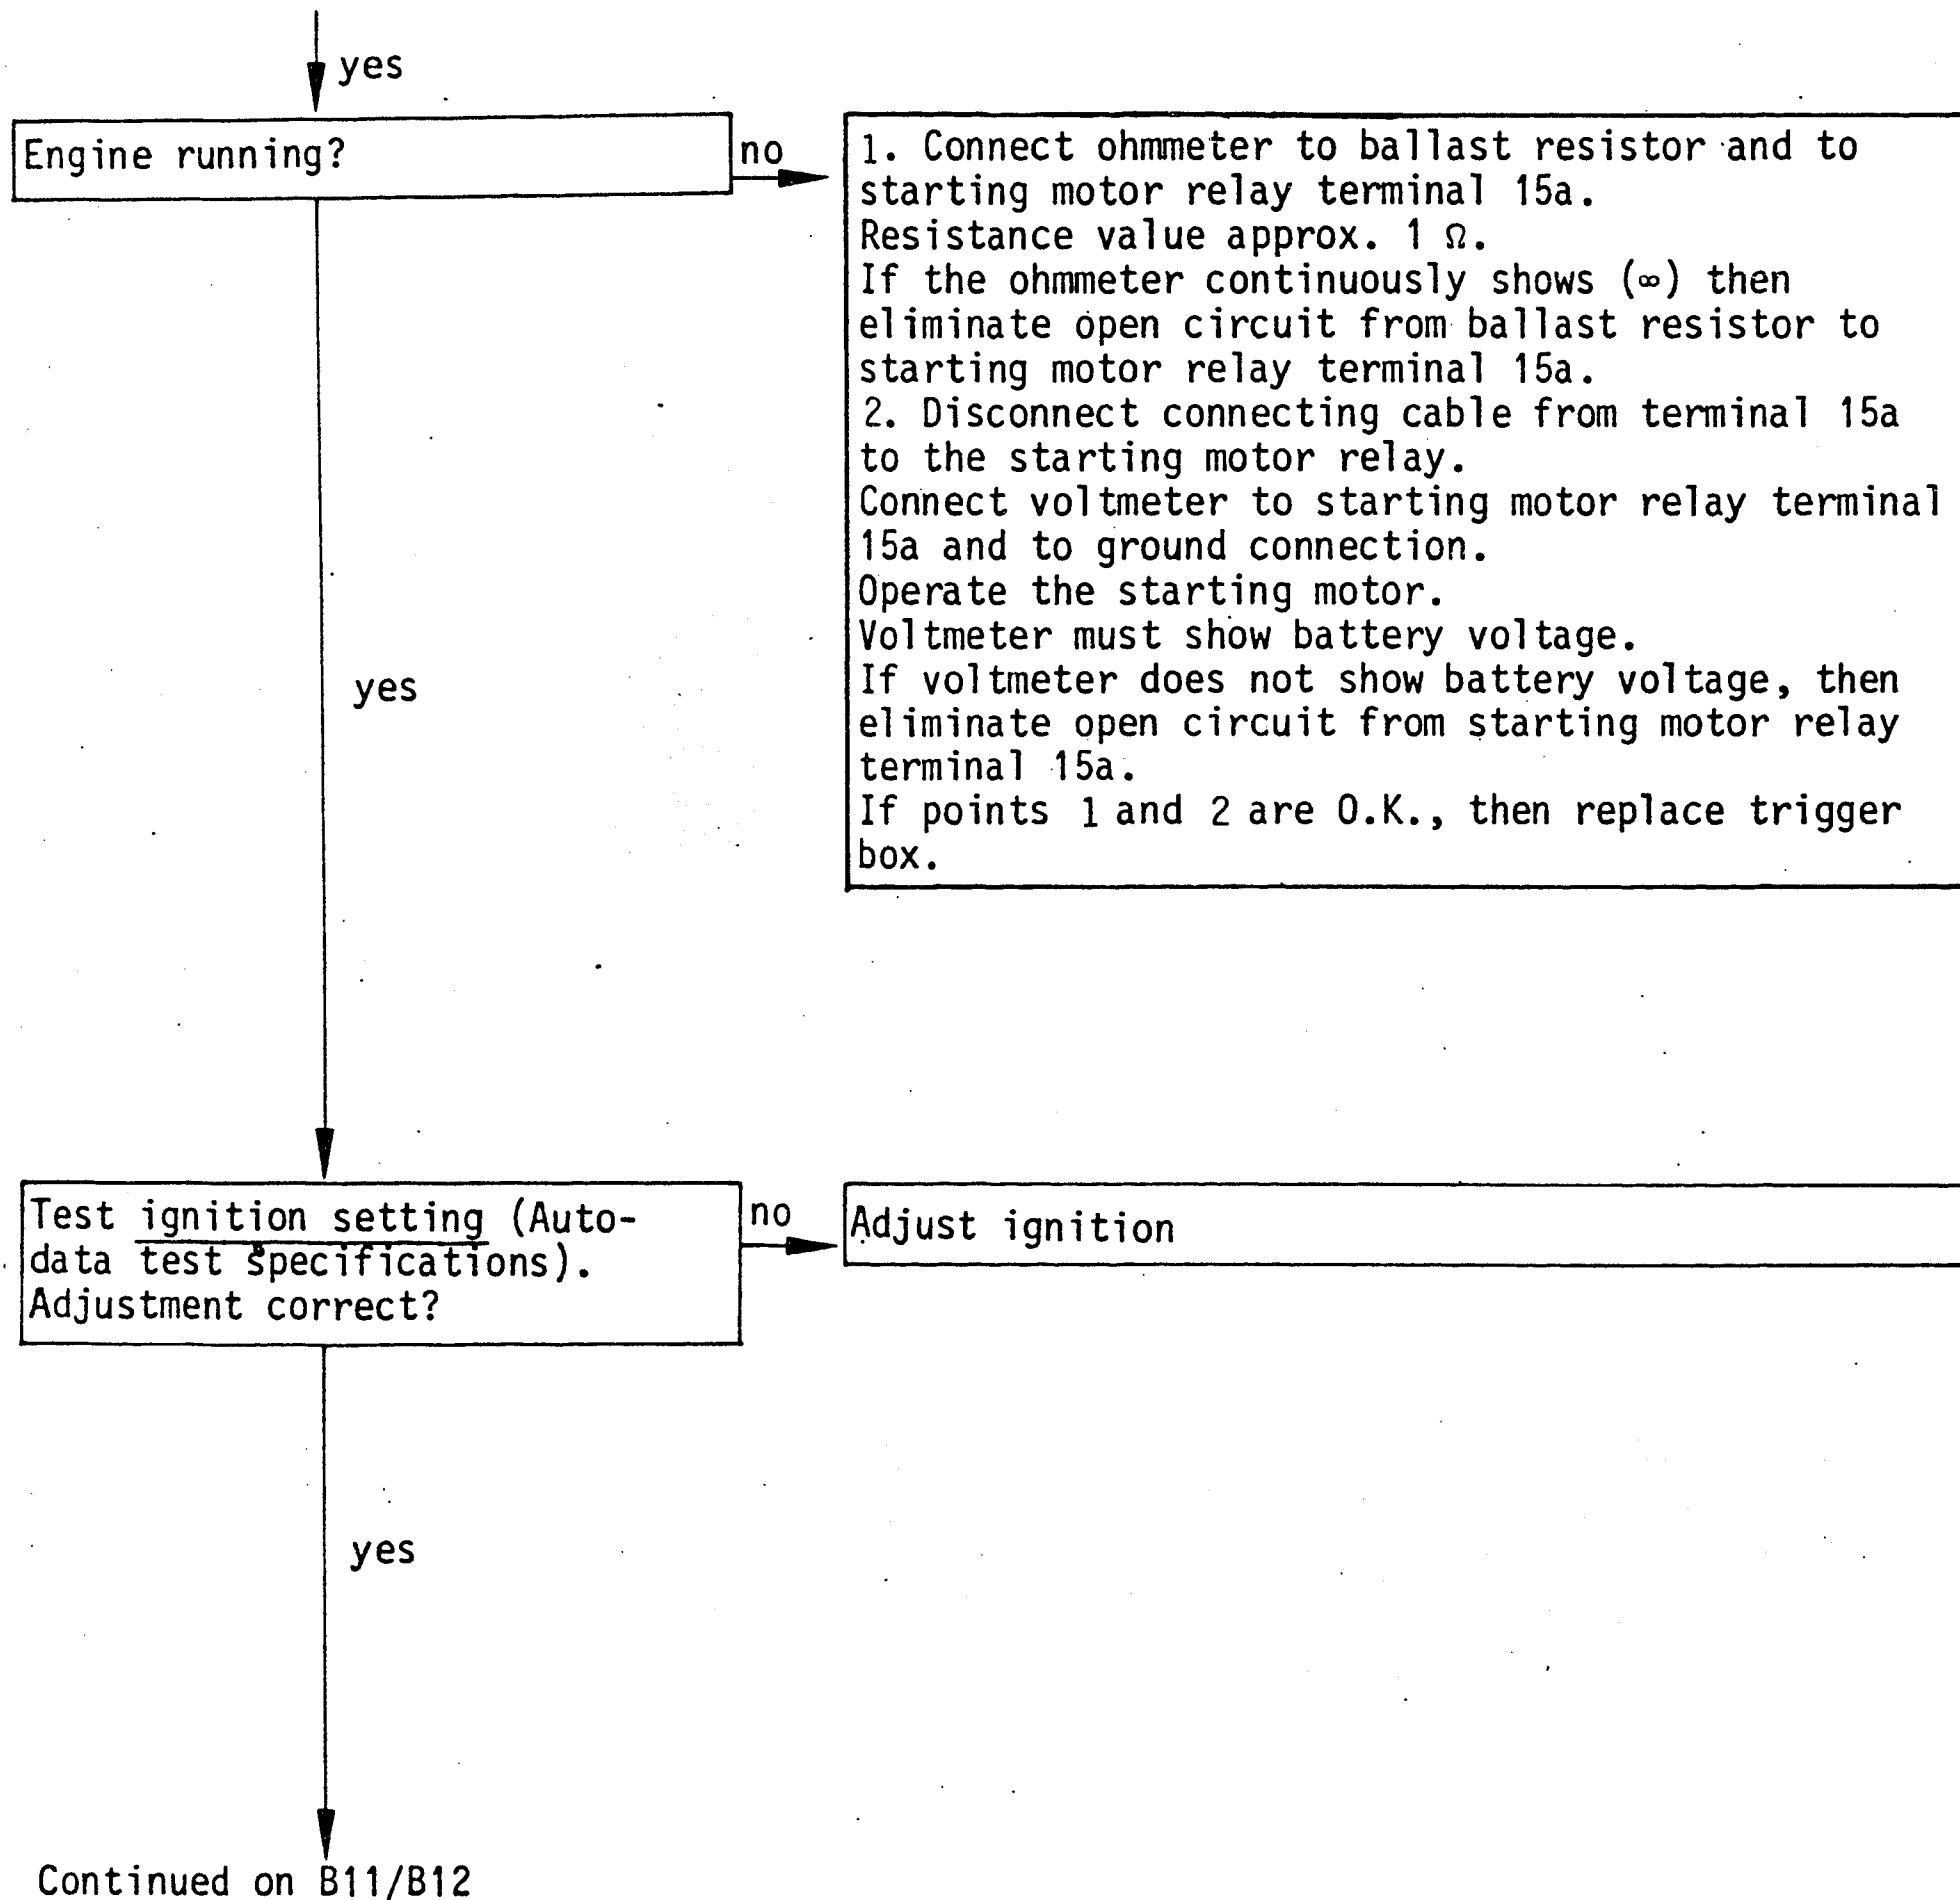 yes
Engine running?
no
1. Connect ohmmeter to ballast resistor and to
starting motor relay terminal 15a.
Resistance value approx. 1 Ω.
If the ohmmeter continuously shows (∞) then
eliminate open circuit from ballast resistor to
starting motor relay terminal 15a.
2. Disconnect connecting cable from terminal 15a
to the starting motor relay.
Connect voltmeter to starting motor relay terminal
15a and to ground connection.
Operate the starting motor.
Voltmeter must show battery voltage.
If voltmeter does not show battery voltage, then
eliminate open circuit from starting motor relay
terminal 15a.
If points 1 and 2 are O.K., then replace trigger
box.
yes
Test ignition setting (Auto-
data test specifications).
Adjustment correct?
no
Adjust ignition
yes
Continued on B11/B12